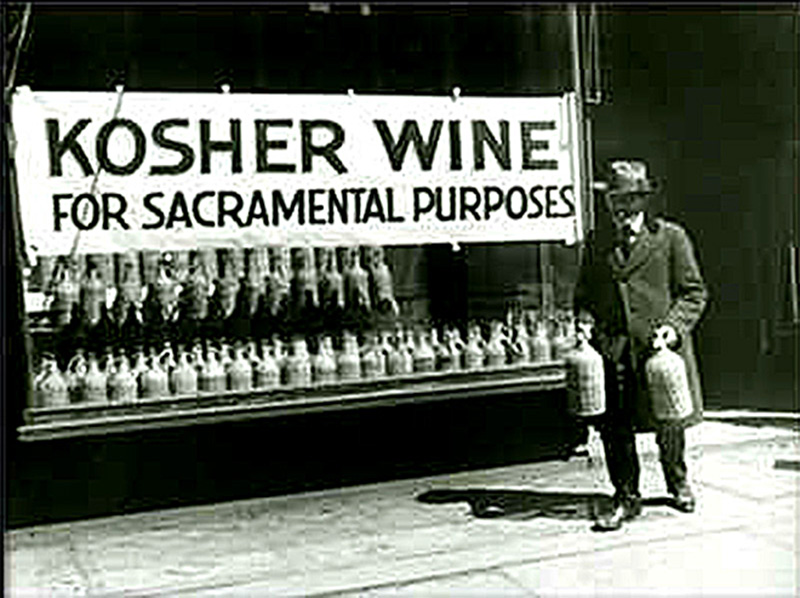 KOSHER WINE
FOR SACRAMENTAL PURPOSES